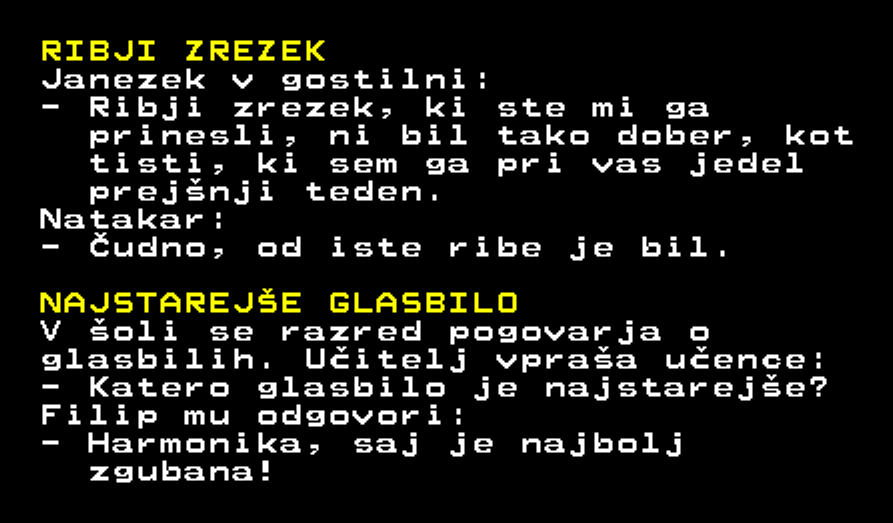 RIBJI ZREZEK
Janezek v gostilni:
- Ribji zrezek, ki ste mi ga
prinesli, ni bil tako dober, kot
tisti, ki sem ga pri vas jedel
prejšnji teden.
Natakar:
- Čudno, od iste ribe je bil.
NAJSTAREJŠE GLASBILO
V šoli se razred pogovarja o
glasbilih. Učitelj vpraša učence:
- Katero glasbilo je najstarejše?
Filip mu odgovori:
- Harmonika, saj je najbolj
zgubana!